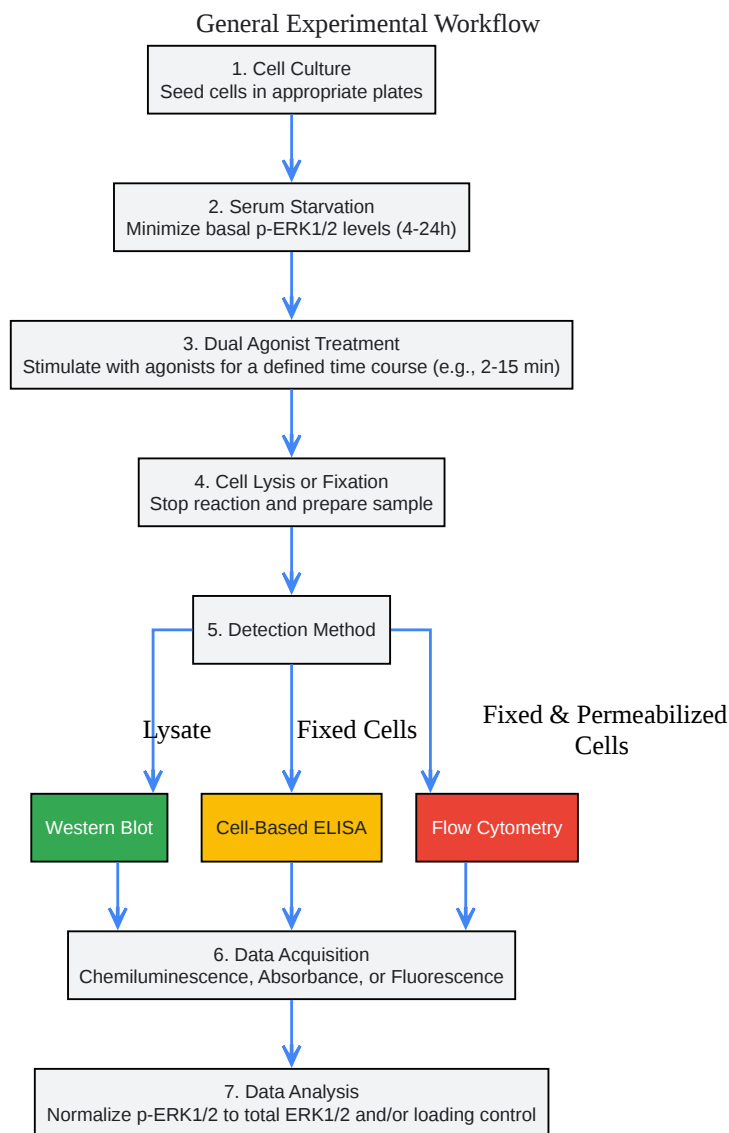 General Experimental Workflow
1. Cell Culture
Seed cells in appropriate plates
2. Serum Starvation
Minimize basal p-ERK1/2 levels (4-24h)
3. Dual Agonist Treatment
Stimulate with agonists for a defined time course (e.g., 2-15 min)
4. Cell Lysis or Fixation
Stop reaction and prepare sample
5. Detection Method
Lysate
Fixed Cells
Fixed & Permeabilized
Cells
Western Blot
Cell-Based ELISA
Flow Cytometry
6. Data Acquisition
Chemiluminescence, Absorbance, or Fluorescence
7. Data Analysis
Normalize p-ERK1/2 to total ERK1/2 and/or loading control